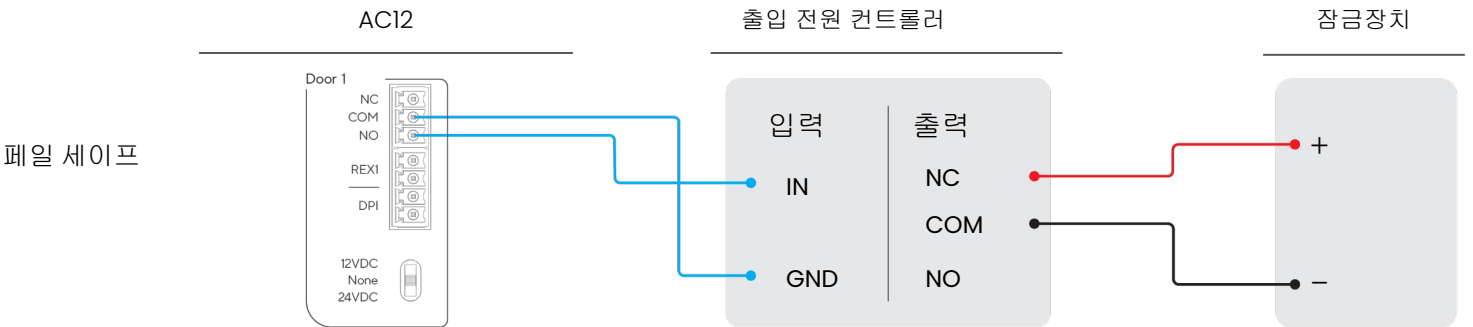 AC12
출입 전원 컨트롤러
잠금장치
페일 세이프
Door 1
NC
COM
NO
REX1
DPI
12VDC
None
24VDC
입력
출력
IN
NC
COM
GND
NO
+
−